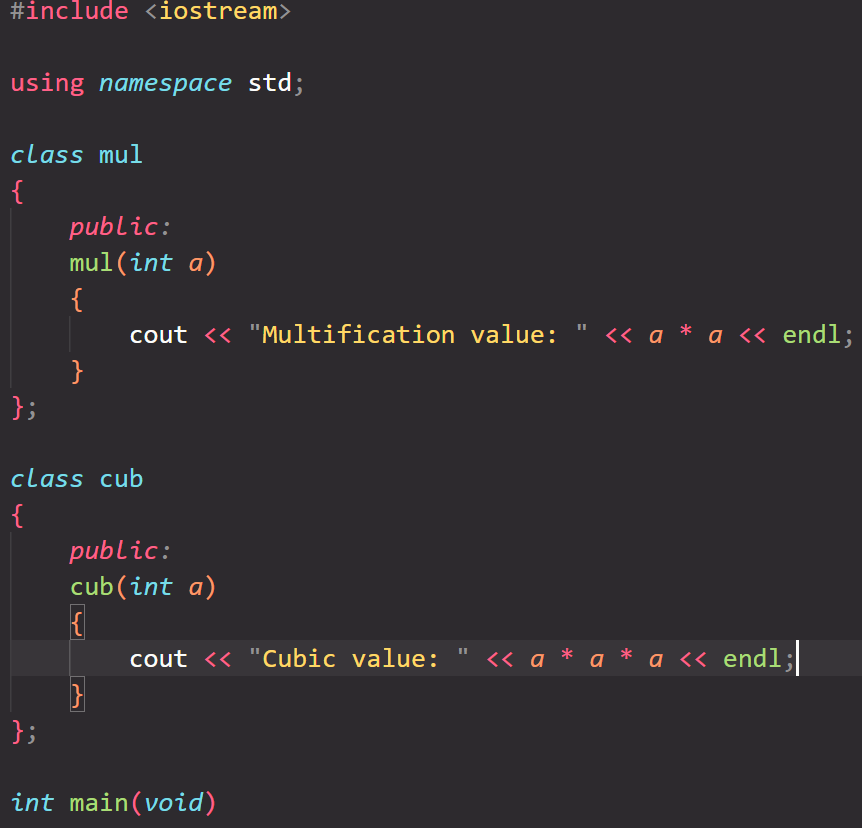 #include <iostream>
using namespace std;
class mul
{
public:
mul(int a)
{
cout << "Multification value: " << a * a << endl;
}
};
class cub
{
public:
cub(int a)
{
cout << "Cubic value: " << a * a * a << endl;
}
};
int main(void)